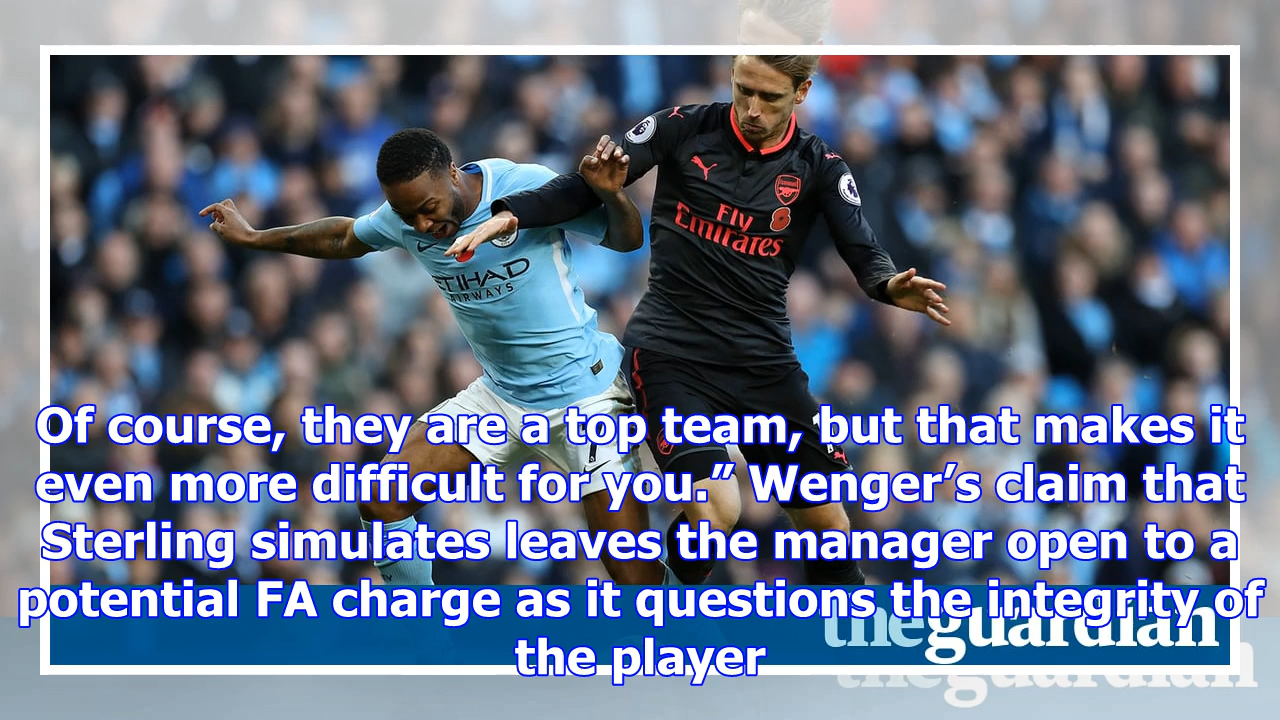 Fly
Emirates
ETIHAD
AIRWAYS
Of course, they are a top team, but that makes it
even more difficult for you.” Wenger’s claim that
Sterling simulates leaves the manager open to a
potential FA charge as it questions the integrity of
the player
theguardian
theguardian